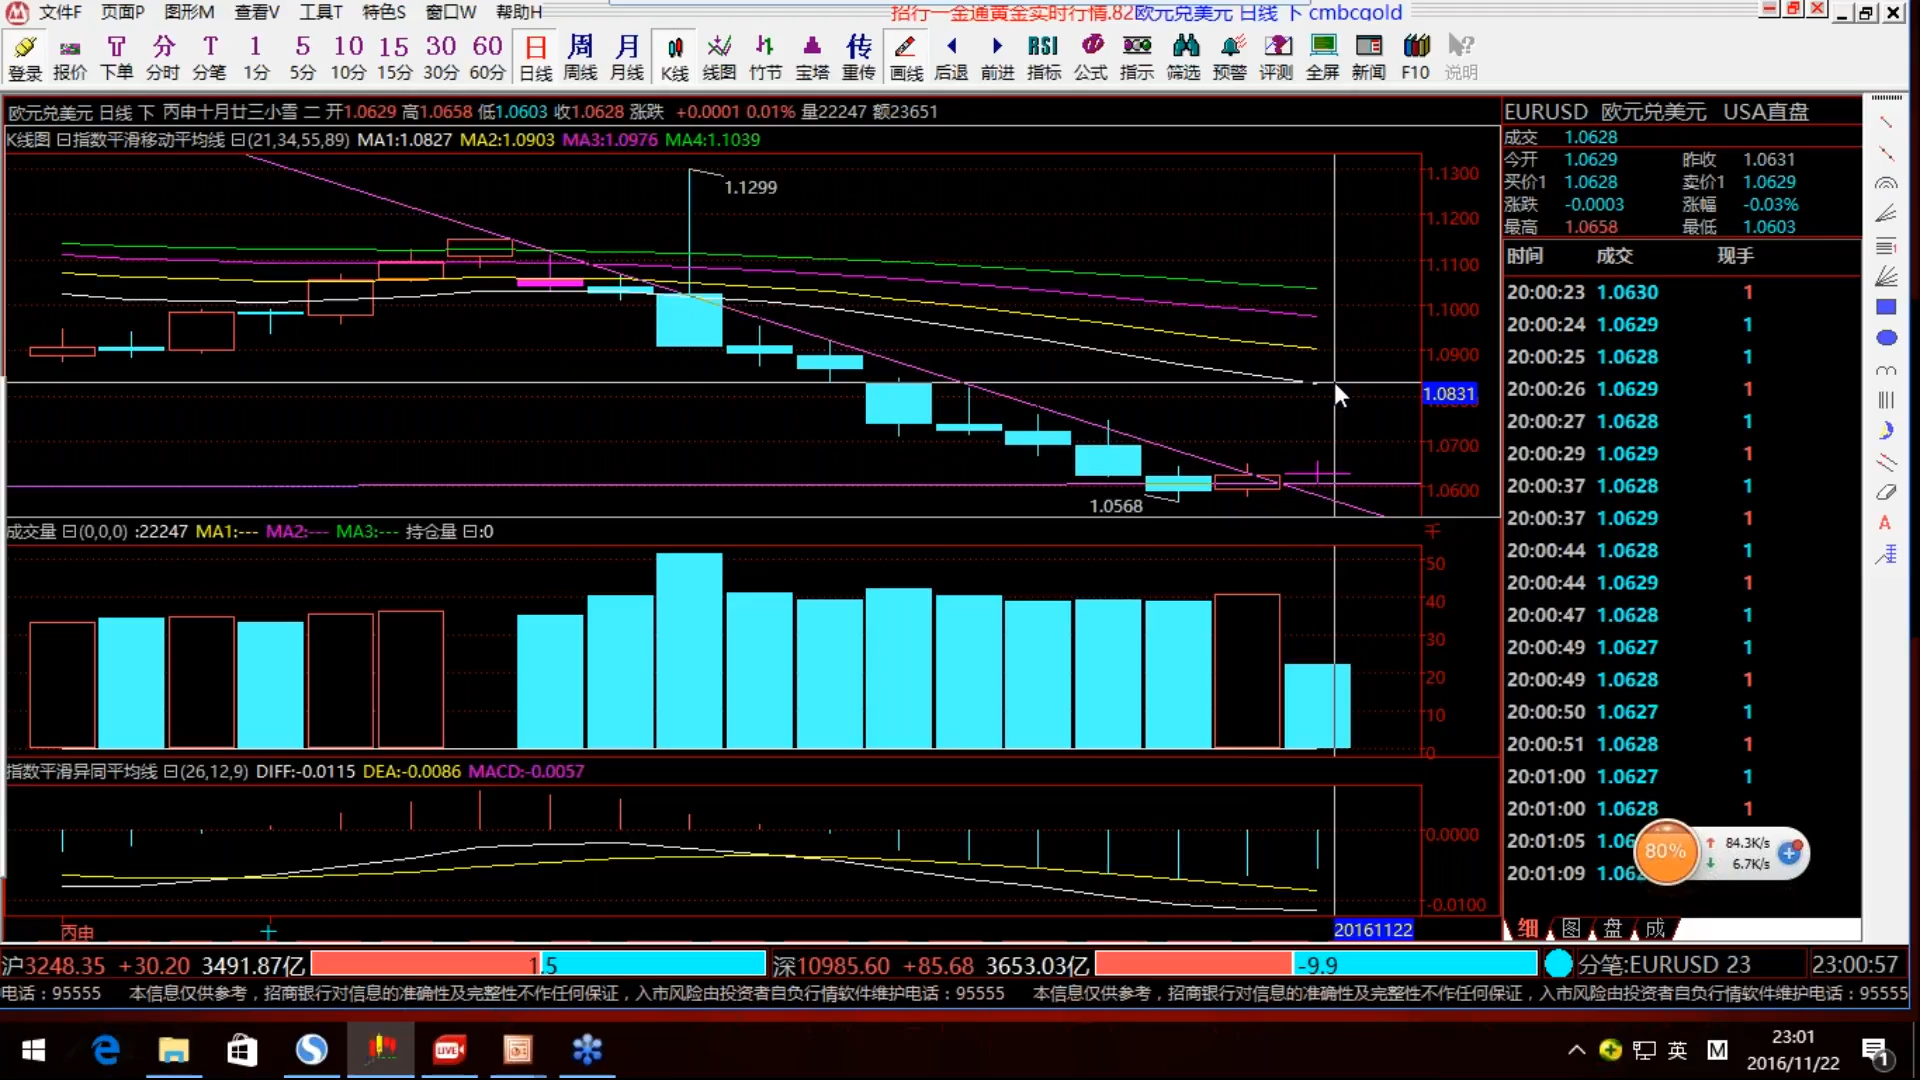 文件F 页面P 图形M 查看V 工具T 特色S 窗口W 帮助H
招行一金通黄金实时行情.82欧元兑美元 日线 下 cmbcgold
T 分 T 1 5 10 15 30 60 日 周 月 传 RSI
登录 报价 下单 分时 分笔 1分 5分 10分 15分 30分 60分 日线 周线 月线 K线 线图 竹节 宝塔 重传 画线 后退 前进 指标 公式 指示 筛选 预警 评测 全屏 新闻 F10 说明
欧元兑美元 日线 下 丙申十月廿三小雪 二 开1.0629 高1.0658 低1.0603 收1.0628 涨跌 +0.0001 0.01% 量22247 额23651
K线图 日指数平滑移动平均线 日(21,34,55,89) MA1:1.0827 MA2:1.0903 MA3:1.0976 MA4:1.1039
1.1299
1.1300
1.1200
1.1100
1.1000
1.0900
1.0831
1.0700
1.0600
1.0568
成交量 日(0,0,0) :22247 MA1:--- MA2:--- MA3:--- 持仓量 日:0
千
50
40
30
20
10
0
指数平滑异同平均线 日(26,12,9) DIFF:-0.0115 DEA:-0.0086 MACD:-0.0057
0.0000
-0.0100
丙申
20161122
EURUSD 欧元兑美元 USA直盘
成交 1.0628
今开 1.0629 昨收 1.0631
买价1 1.0628 卖价1 1.0629
涨跌 -0.0003 涨幅 -0.03%
最高 1.0658 最低 1.0603
时间 成交 现手
20:00:23 1.0630 1
20:00:24 1.0629 1
20:00:25 1.0628 1
20:00:26 1.0629 1
20:00:27 1.0628 1
20:00:29 1.0629 1
20:00:37 1.0628 1
20:00:37 1.0629 1
20:00:44 1.0628 1
20:00:44 1.0629 1
20:00:47 1.0628 1
20:00:49 1.0627 1
20:00:49 1.0628 1
20:00:50 1.0627 1
20:00:51 1.0628 1
20:01:00 1.0627 1
20:01:00 1.0628 1
20:01:05 1.06
20:01:09 1.06
80% 84.3K/s
6.7K/s
细 图 盘 成
A
沪3248.35 +30.20 3491.87亿 1.5 深10985.60 +85.68 3653.03亿 -9.9 分笔:EURUSD 23 23:00:57
电话：95555 本信息仅供参考，招商银行对信息的准确性及完整性不作任何保证，入市风险由投资者自负行情软件维护电话：95555 本信息仅供参考，招商银行对信息的准确性及完整性不作任何保证，入市风险由投资者自负行情软件维护电话：95555
LIVE
英 M
23:01
2016/11/22
1